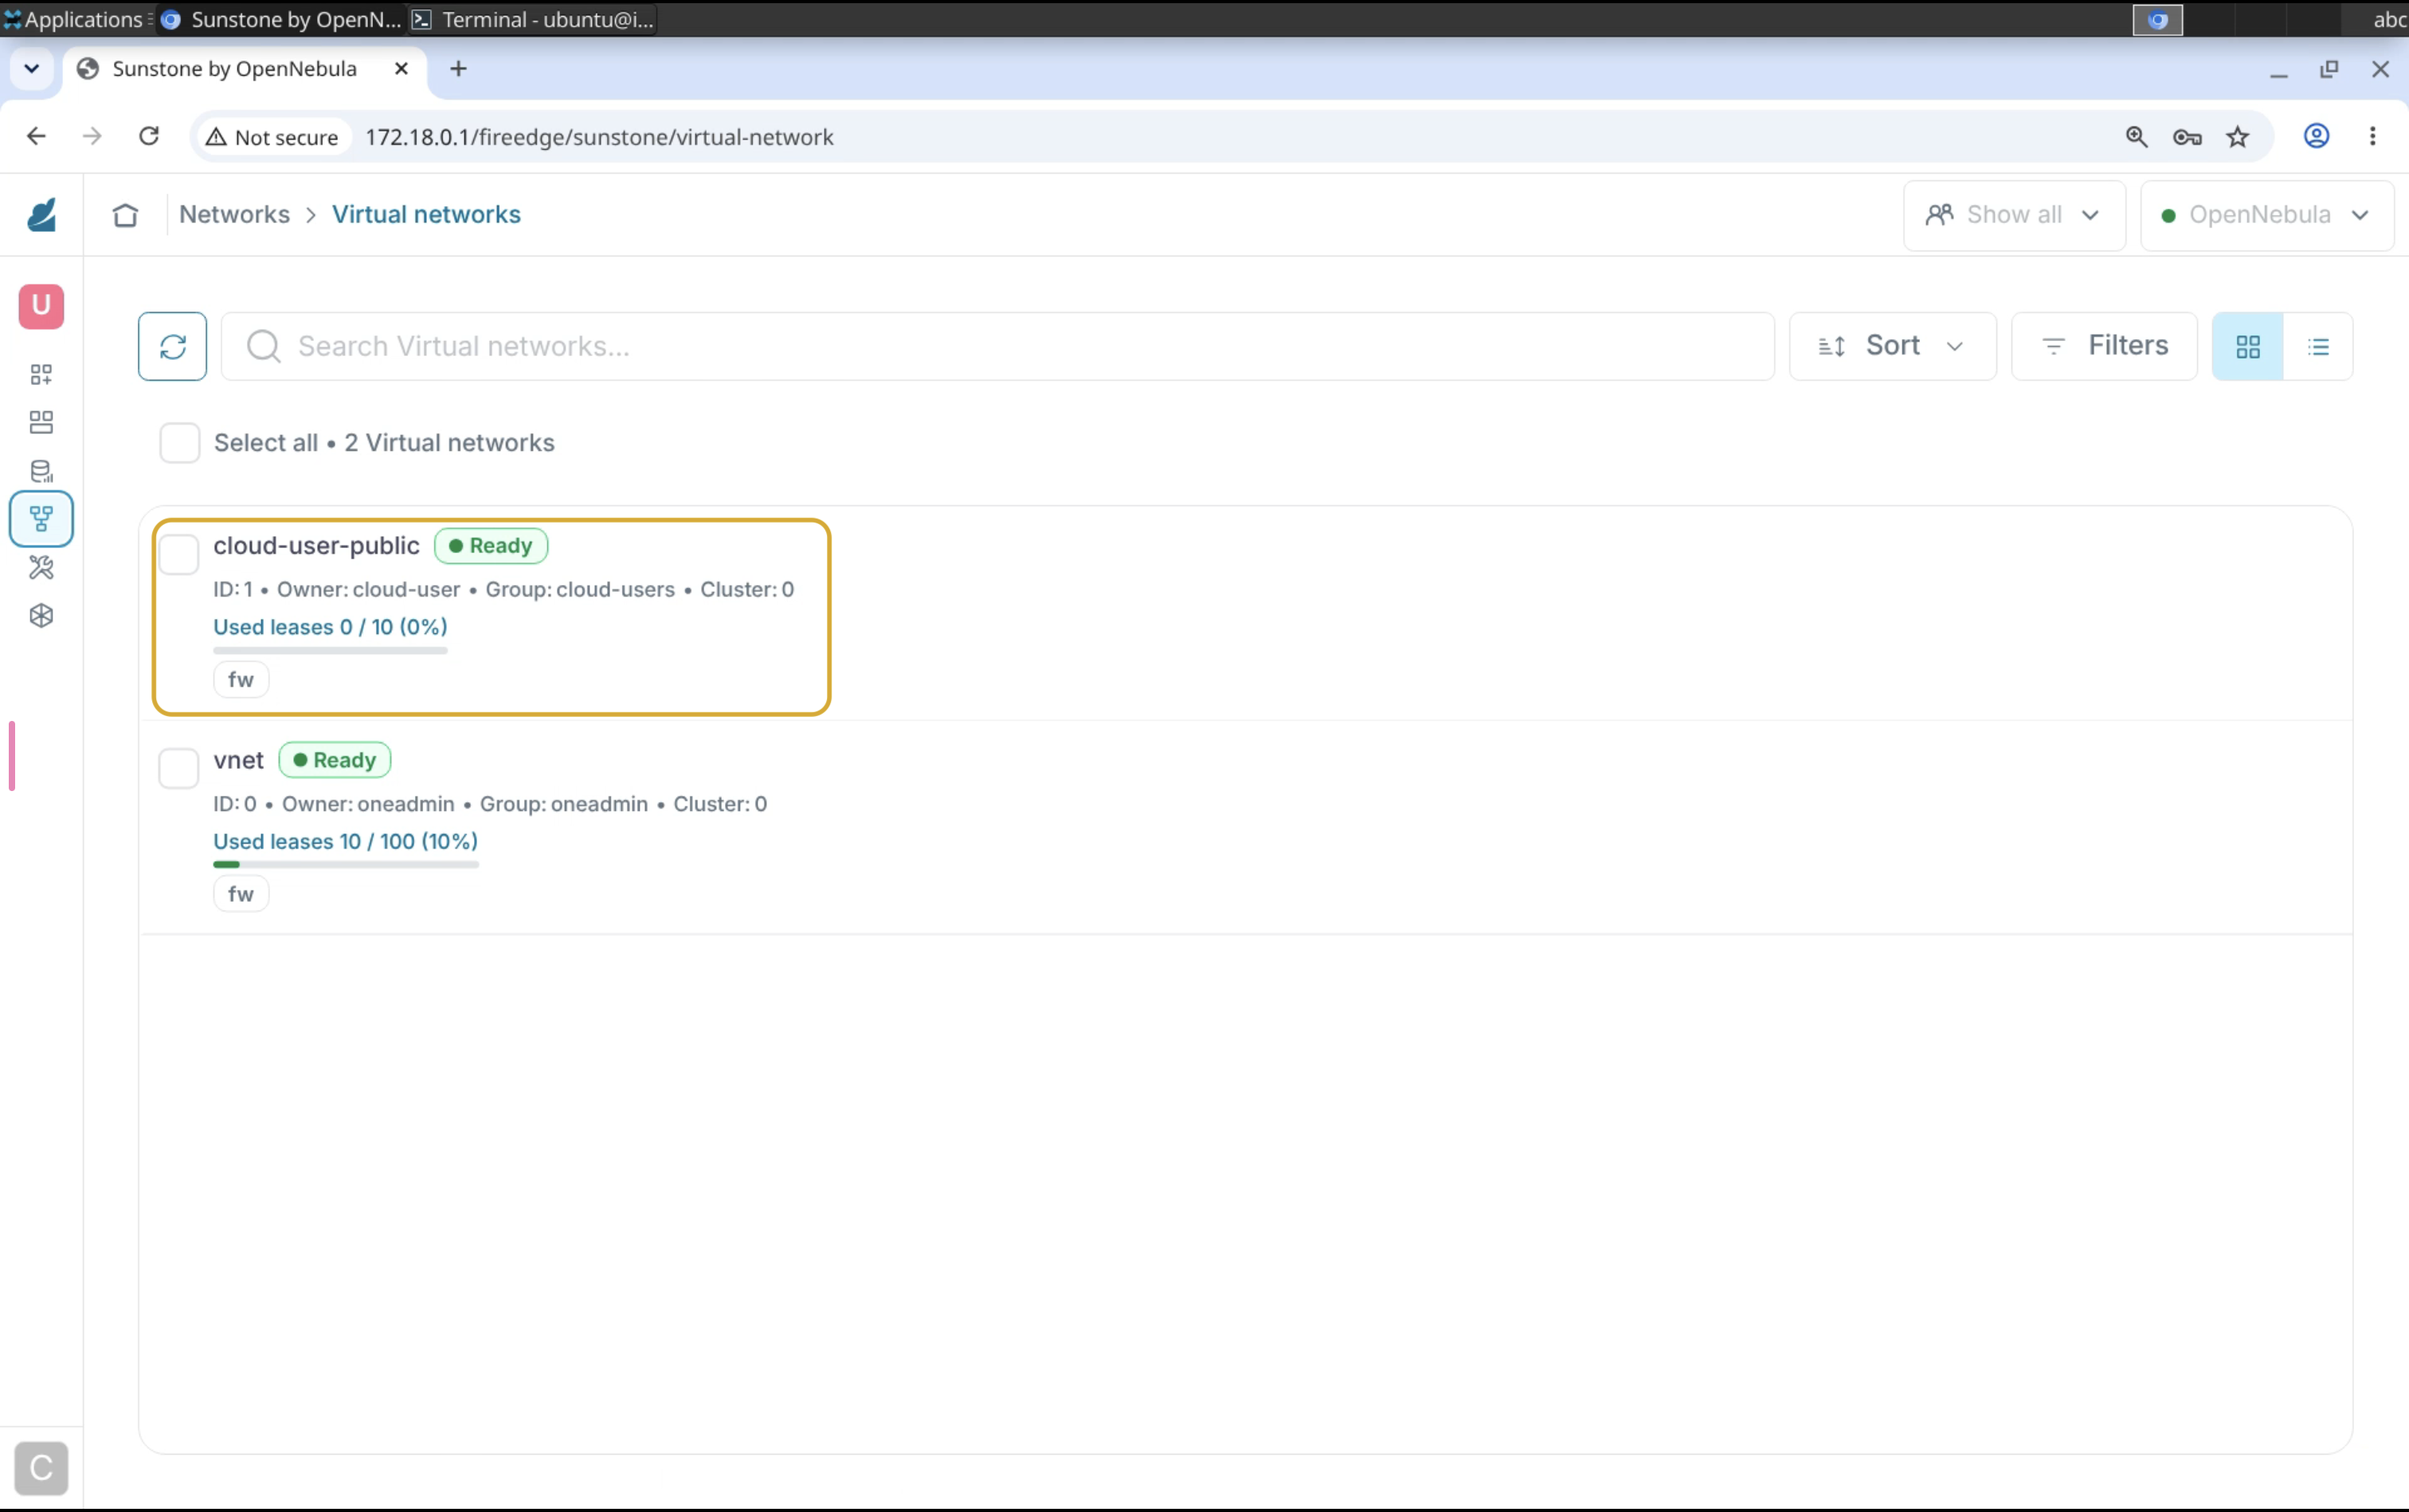 Applications Sunstone by OpenN... Terminal - ubuntu@i... abc
Sunstone by OpenNebula
Not secure 172.18.0.1/fireedge/sunstone/virtual-network
Networks > Virtual networks Show all OpenNebula
U
Search Virtual networks... Sort Filters
Select all • 2 Virtual networks
cloud-user-public Ready
ID: 1 • Owner: cloud-user • Group: cloud-users • Cluster: 0
Used leases 0 / 10 (0%)
fw
vnet Ready
ID: 0 • Owner: oneadmin • Group: oneadmin • Cluster: 0
Used leases 10 / 100 (10%)
fw
C